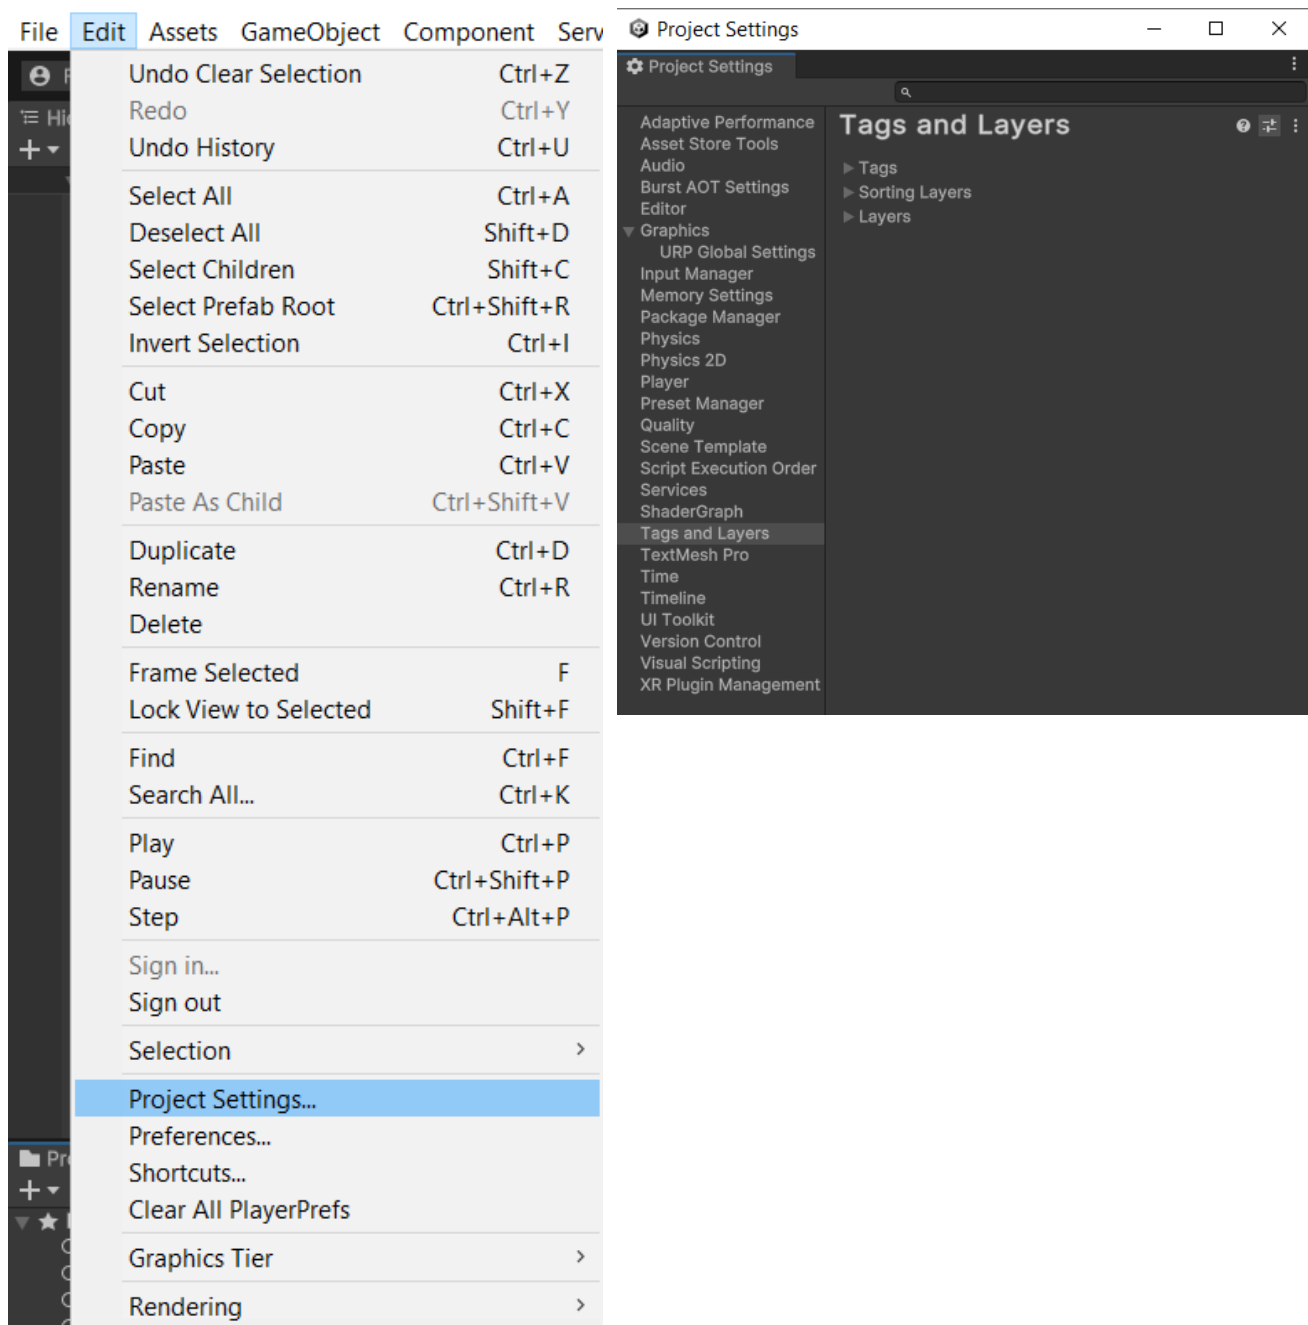 File Edit Assets GameObject Component Serv
Undo Clear Selection Ctrl+Z
Redo Ctrl+Y
Undo History Ctrl+U
Select All Ctrl+A
Deselect All Shift+D
Select Children Shift+C
Select Prefab Root Ctrl+Shift+R
Invert Selection Ctrl+I
Cut Ctrl+X
Copy Ctrl+C
Paste Ctrl+V
Paste As Child Ctrl+Shift+V
Duplicate Ctrl+D
Rename Ctrl+R
Delete
Frame Selected F
Lock View to Selected Shift+F
Find Ctrl+F
Search All... Ctrl+K
Play Ctrl+P
Pause Ctrl+Shift+P
Step Ctrl+Alt+P
Sign in...
Sign out
Selection
Project Settings...
Preferences...
Shortcuts...
Clear All PlayerPrefs
Graphics Tier
Rendering
Hi
Pr
Project Settings
Project Settings
Adaptive Performance
Asset Store Tools
Audio
Burst AOT Settings
Editor
Graphics
URP Global Settings
Input Manager
Memory Settings
Package Manager
Physics
Physics 2D
Player
Preset Manager
Quality
Scene Template
Script Execution Order
Services
ShaderGraph
Tags and Layers
TextMesh Pro
Time
Timeline
UI Toolkit
Version Control
Visual Scripting
XR Plugin Management
Tags and Layers
Tags
Sorting Layers
Layers